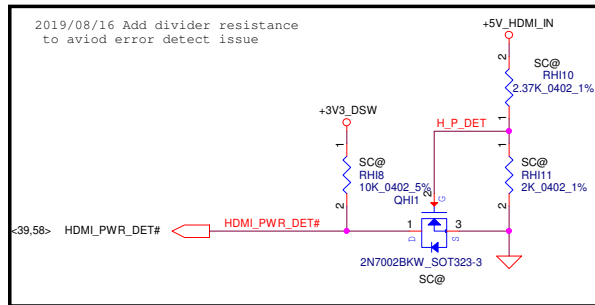 2019/08/16 Add divider resistance
to aviod error detect issue
+5V_HDMI_IN
2
SC@
RHI10
2.37K_0402_1%
1
+3V3_DSW
H_P_DET
1
SC@
RHI8
10K_0402_5%
2
1
SC@
RHI11
2K_0402_1%
2
QHI1
2
G
<39,58>
HDMI_PWR_DET#
HDMI_PWR_DET#
1
D
3
S
2N7002BKW_SOT323-3
SC@